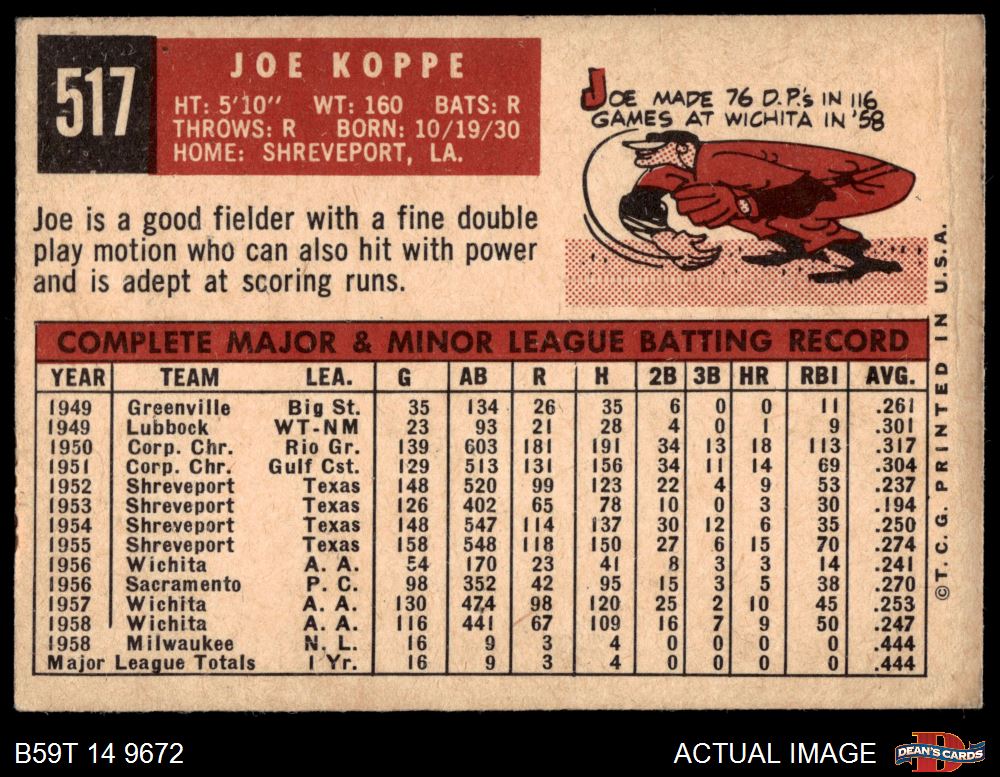 517
JOE KOPPE
HT: 5'10" WT: 160 BATS: R
THROWS: R BORN: 10/19/30
HOME: SHREVEPORT, LA.
JOE MADE 76 D.P.'s IN 116
GAMES AT WICHITA IN '58
Joe is a good fielder with a fine double
play motion who can also hit with power
and is adept at scoring runs.
COMPLETE MAJOR & MINOR LEAGUE BATTING RECORD
YEAR TEAM LEA. G AB R H 2B 3B HR RBI AVG.
1949 Greenville Big St. 35 134 26 35 6 0 0 11 .261
1949 Lubbock WT-NM 23 93 21 28 4 0 1 9 .301
1950 Corp. Chr. Rio Gr. 139 603 181 191 34 13 18 113 .317
1951 Corp. Chr. Gulf Cst. 129 513 131 156 34 11 14 69 .304
1952 Shreveport Texas 148 520 99 123 22 4 9 53 .237
1953 Shreveport Texas 126 402 65 78 10 0 3 30 .194
1954 Shreveport Texas 148 547 114 137 30 12 6 35 .250
1955 Shreveport Texas 158 548 118 150 27 6 15 70 .274
1956 Wichita A. A. 54 170 23 41 8 3 3 14 .241
1956 Sacramento P. C. 98 352 42 95 15 3 5 38 .270
1957 Wichita A. A. 130 474 98 120 25 2 10 45 .253
1958 Wichita A. A. 116 441 67 109 16 7 9 50 .247
1958 Milwaukee N. L. 16 9 3 4 0 0 0 0 .444
Major League Totals 1 Yr. 16 9 3 4 0 0 0 0 .444
©T. C. G. PRINTED IN U. S. A.
B59T 14 9672
ACTUAL IMAGE
D
DEAN'S CARDS